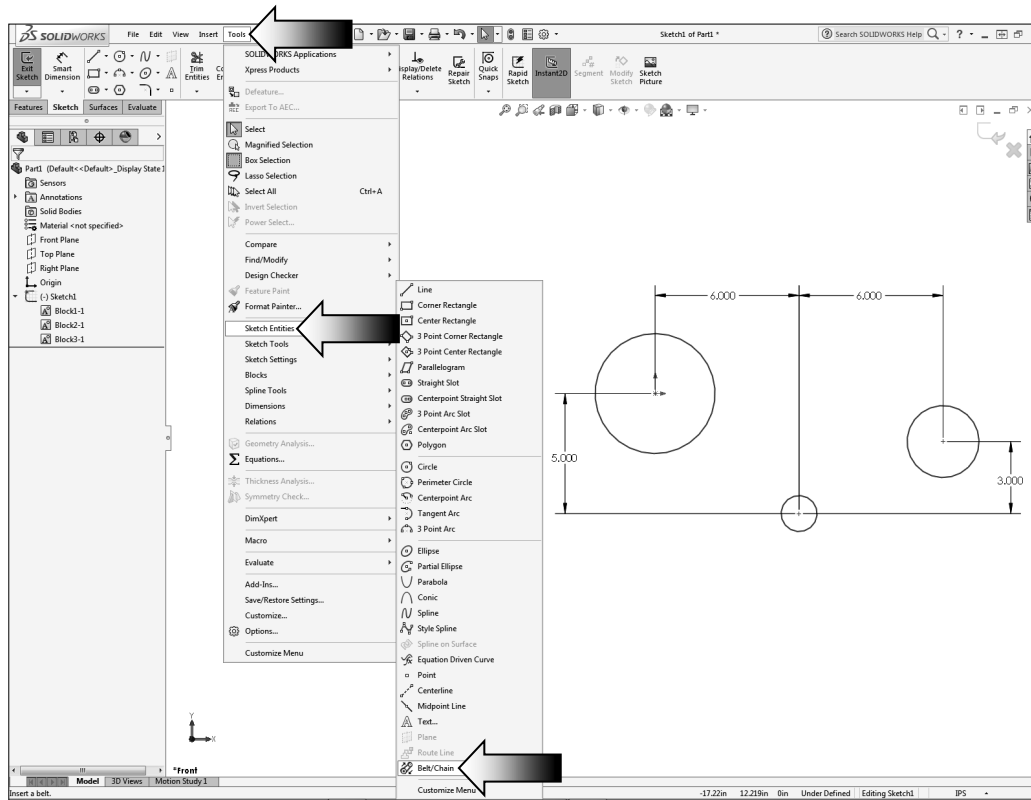 SOLIDWORKS File Edit View Insert Tools Sketch1 of Part1 * Search SOLIDWORKS Help ?
Exit Sketch
Smart Dimension
Trim Entities
Display/Delete Relations
Repair Sketch
Quick Snaps
Rapid Sketch
Instant2D
Segment
Modify Sketch
Sketch Picture
Features Sketch Surfaces Evaluate
Part1 (Default<<Default>_Display State 1
Sensors
Annotations
Solid Bodies
Material <not specified>
Front Plane
Top Plane
Right Plane
Origin
(-) Sketch1
Block1-1
Block2-1
Block3-1
SOLIDWORKS Applications
Xpress Products
Defeature...
Export To AEC...
Select
Magnified Selection
Box Selection
Lasso Selection
Select All Ctrl+A
Invert Selection
Power Select...
Compare
Find/Modify
Design Checker
Feature Paint
Format Painter...
Sketch Entities
Sketch Tools
Sketch Settings
Blocks
Spline Tools
Dimensions
Relations
Geometry Analysis...
Equations...
Thickness Analysis...
Symmetry Check...
DimXpert
Macro
Evaluate
Add-Ins...
Save/Restore Settings...
Customize...
Options...
Customize Menu
Line
Corner Rectangle
Center Rectangle
3 Point Corner Rectangle
3 Point Center Rectangle
Parallelogram
Straight Slot
Centerpoint Straight Slot
3 Point Arc Slot
Centerpoint Arc Slot
Polygon
Circle
Perimeter Circle
Centerpoint Arc
Tangent Arc
3 Point Arc
Ellipse
Partial Ellipse
Parabola
Conic
Spline
Style Spline
Spline on Surface
Equation Driven Curve
Point
Centerline
Midpoint Line
Text...
Plane
Route Line
Belt/Chain
Customize Menu
6.000 6.000
5.000
3.000
Y
X
*Front
Model 3D Views Motion Study 1
Insert a belt. -17.22in 12.219in 0in Under Defined Editing Sketch1 IPS